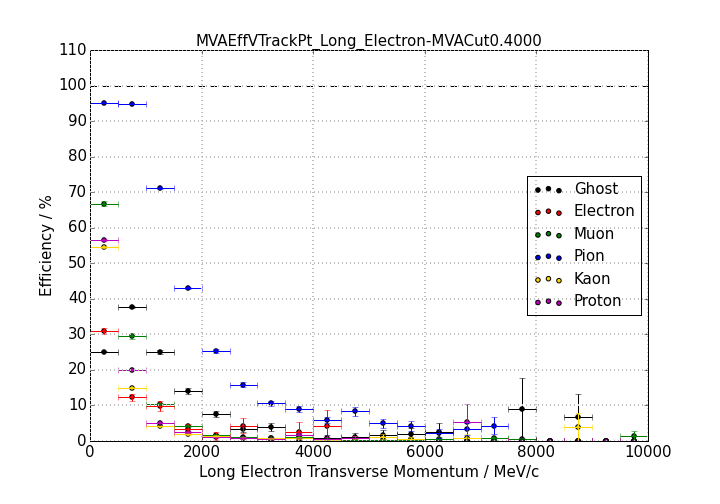 MVAEffVTrackPt_Long_Electron-MVACut0.4000
110
100
90
80
70
60
50
40
30
20
10
0
Efficiency / %
Ghost
Electron
Muon
Pion
Kaon
Proton
0 2000 4000 6000 8000 10000
Long Electron Transverse Momentum / MeV/c